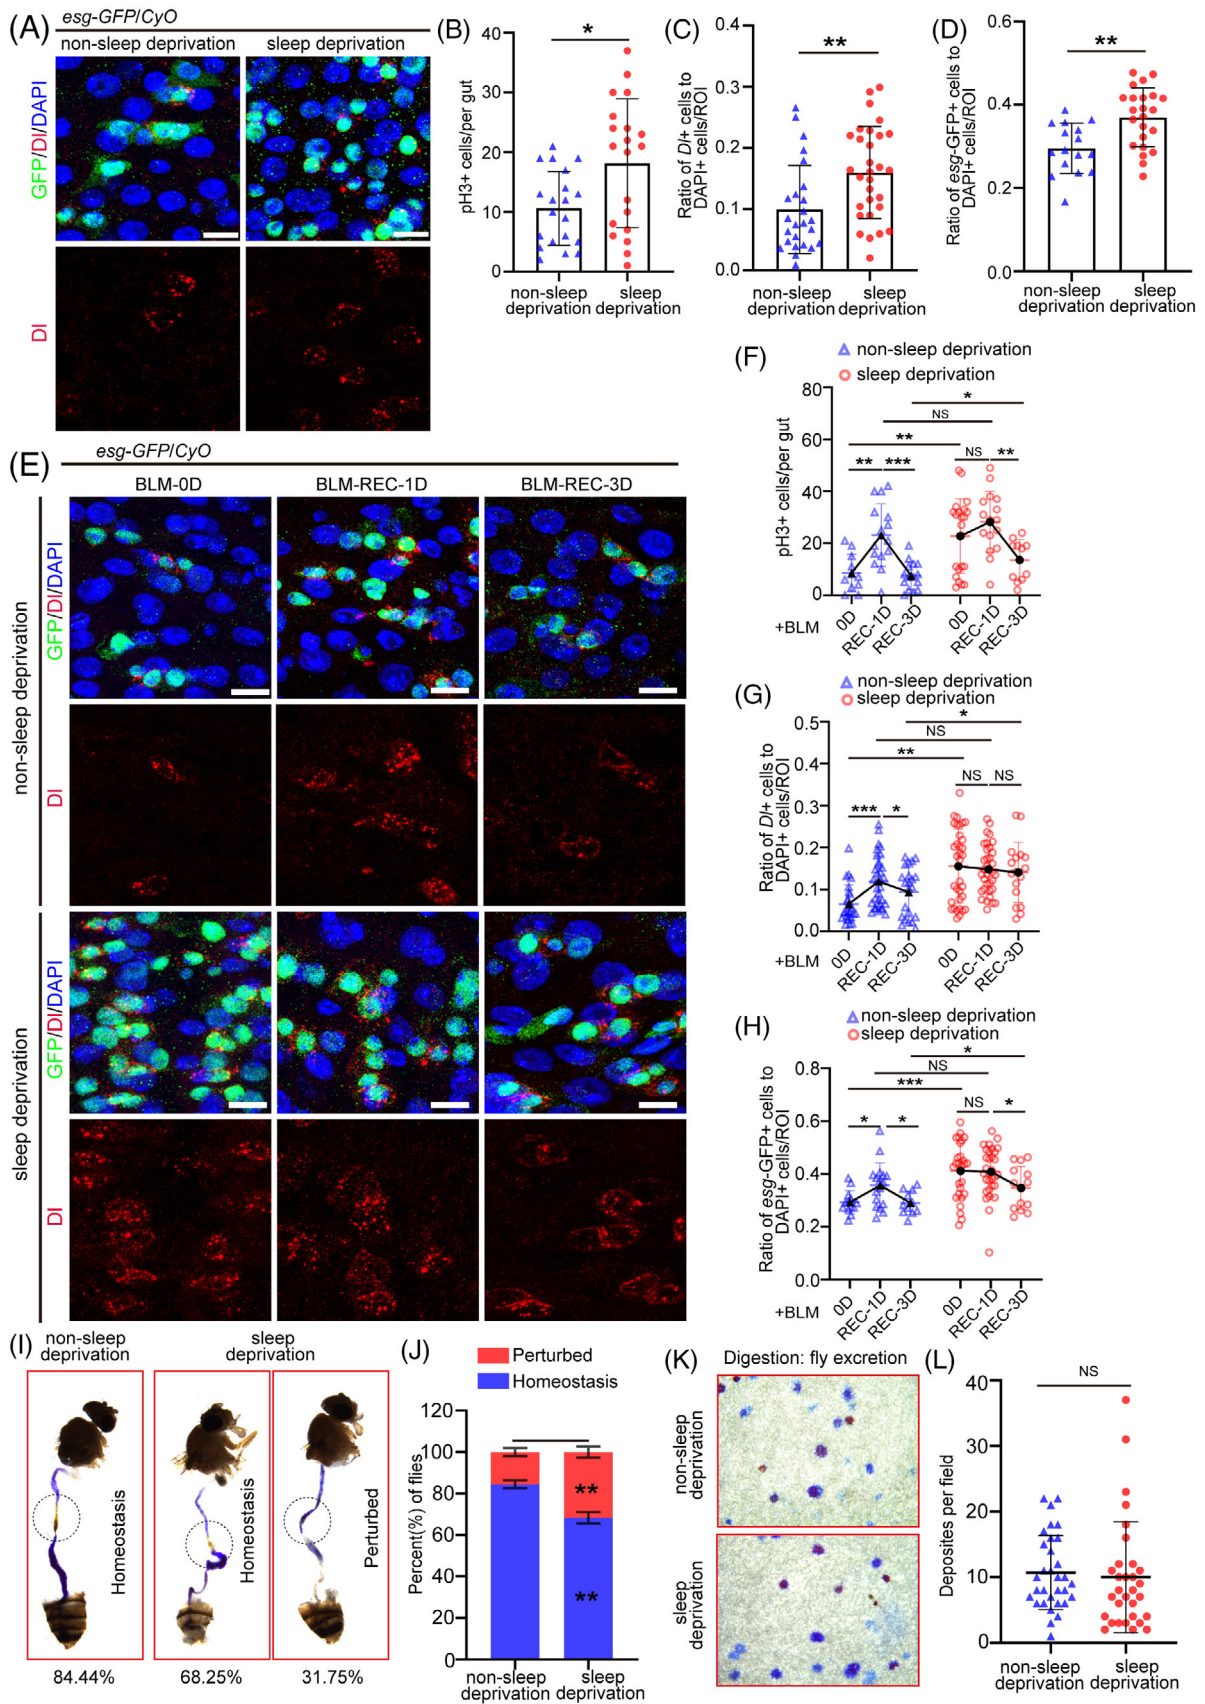 (A)
esg-GFP/CyO
non-sleep deprivation
sleep deprivation
GFP/Dl/DAPI
Dl
(B)
*
pH3+ cells/per gut
40
30
20
10
0
non-sleep
deprivation
sleep
deprivation
(C)
**
Ratio of Dl+ cells to
DAPI+ cells/ROI
0.4
0.3
0.2
0.1
0.0
non-sleep
deprivation
sleep
deprivation
(D)
**
Ratio of esg-GFP+ cells to
DAPI+ cells/ROI
0.6
0.4
0.2
0.0
non-sleep
deprivation
sleep
deprivation
(E)
esg-GFP/CyO
BLM-0D
BLM-REC-1D
BLM-REC-3D
non-sleep deprivation
GFP/Dl/DAPI
Dl
sleep deprivation
GFP/Dl/DAPI
Dl
(F)
non-sleep deprivation
sleep deprivation
pH3+ cells/per gut
80
60
40
20
0
*
NS
**
** ***
NS **
+BLM
0D
REC-1D
REC-3D
0D
REC-1D
REC-3D
(G)
non-sleep deprivation
sleep deprivation
Ratio of Dl+ cells to
DAPI+ cells/ROI
0.5
0.4
0.3
0.2
0.1
0.0
*
NS
**
NS NS
*** *
+BLM
0D
REC-1D
REC-3D
0D
REC-1D
REC-3D
(H)
non-sleep deprivation
sleep deprivation
Ratio of esg-GFP+ cells to
DAPI+ cells/ROI
0.8
0.6
0.4
0.2
0.0
*
NS
***
NS *
* *
+BLM
0D
REC-1D
REC-3D
0D
REC-1D
REC-3D
(I)
non-sleep
deprivation
sleep
deprivation
Homeostasis
Homeostasis
Perturbed
84.44%
68.25%
31.75%
(J)
Perturbed
Homeostasis
Percent(%) of flies
120
100
80
60
40
20
0
**
**
non-sleep
deprivation
sleep
deprivation
(K)
Digestion: fly excretion
non-sleep
deprivation
sleep
deprivation
(L)
NS
Deposites per field
40
30
20
10
0
non-sleep
deprivation
sleep
deprivation